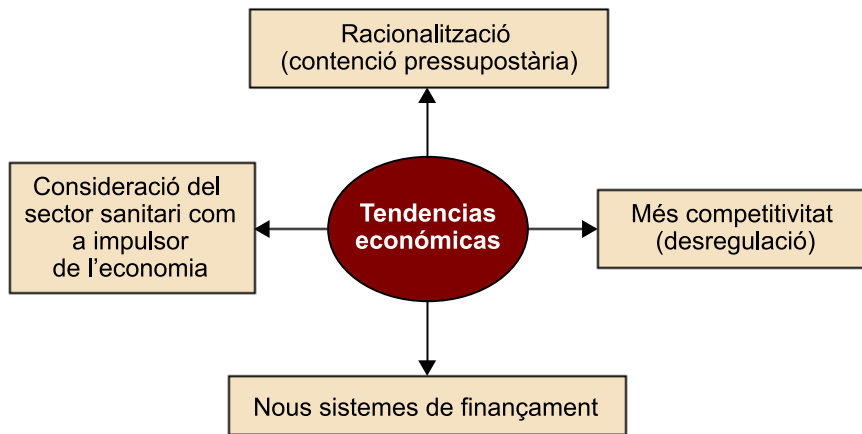 Racionalització
(contenció pressupostària)
Consideració del
sector sanitari com
a impulsor
de l’economia
Tendencias
económicas
Més competitivitat
(desregulació)
Nous sistemes de finançament